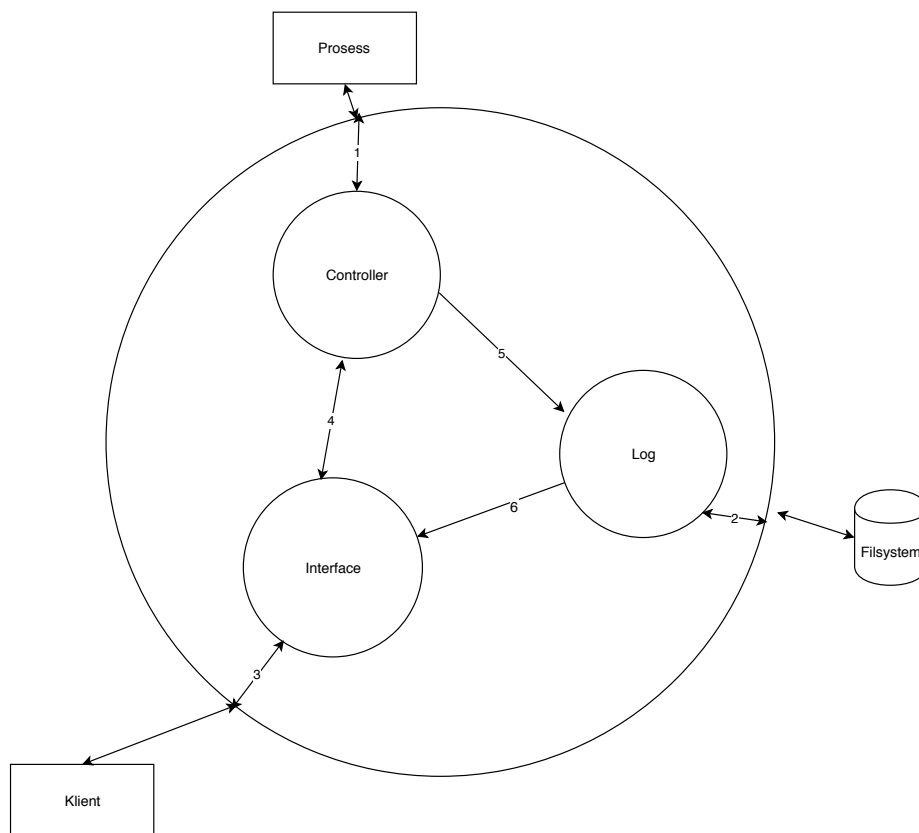 Prosess
1
Controller
5
4
Log
6
2
Filsystem
Interface
3
Klient